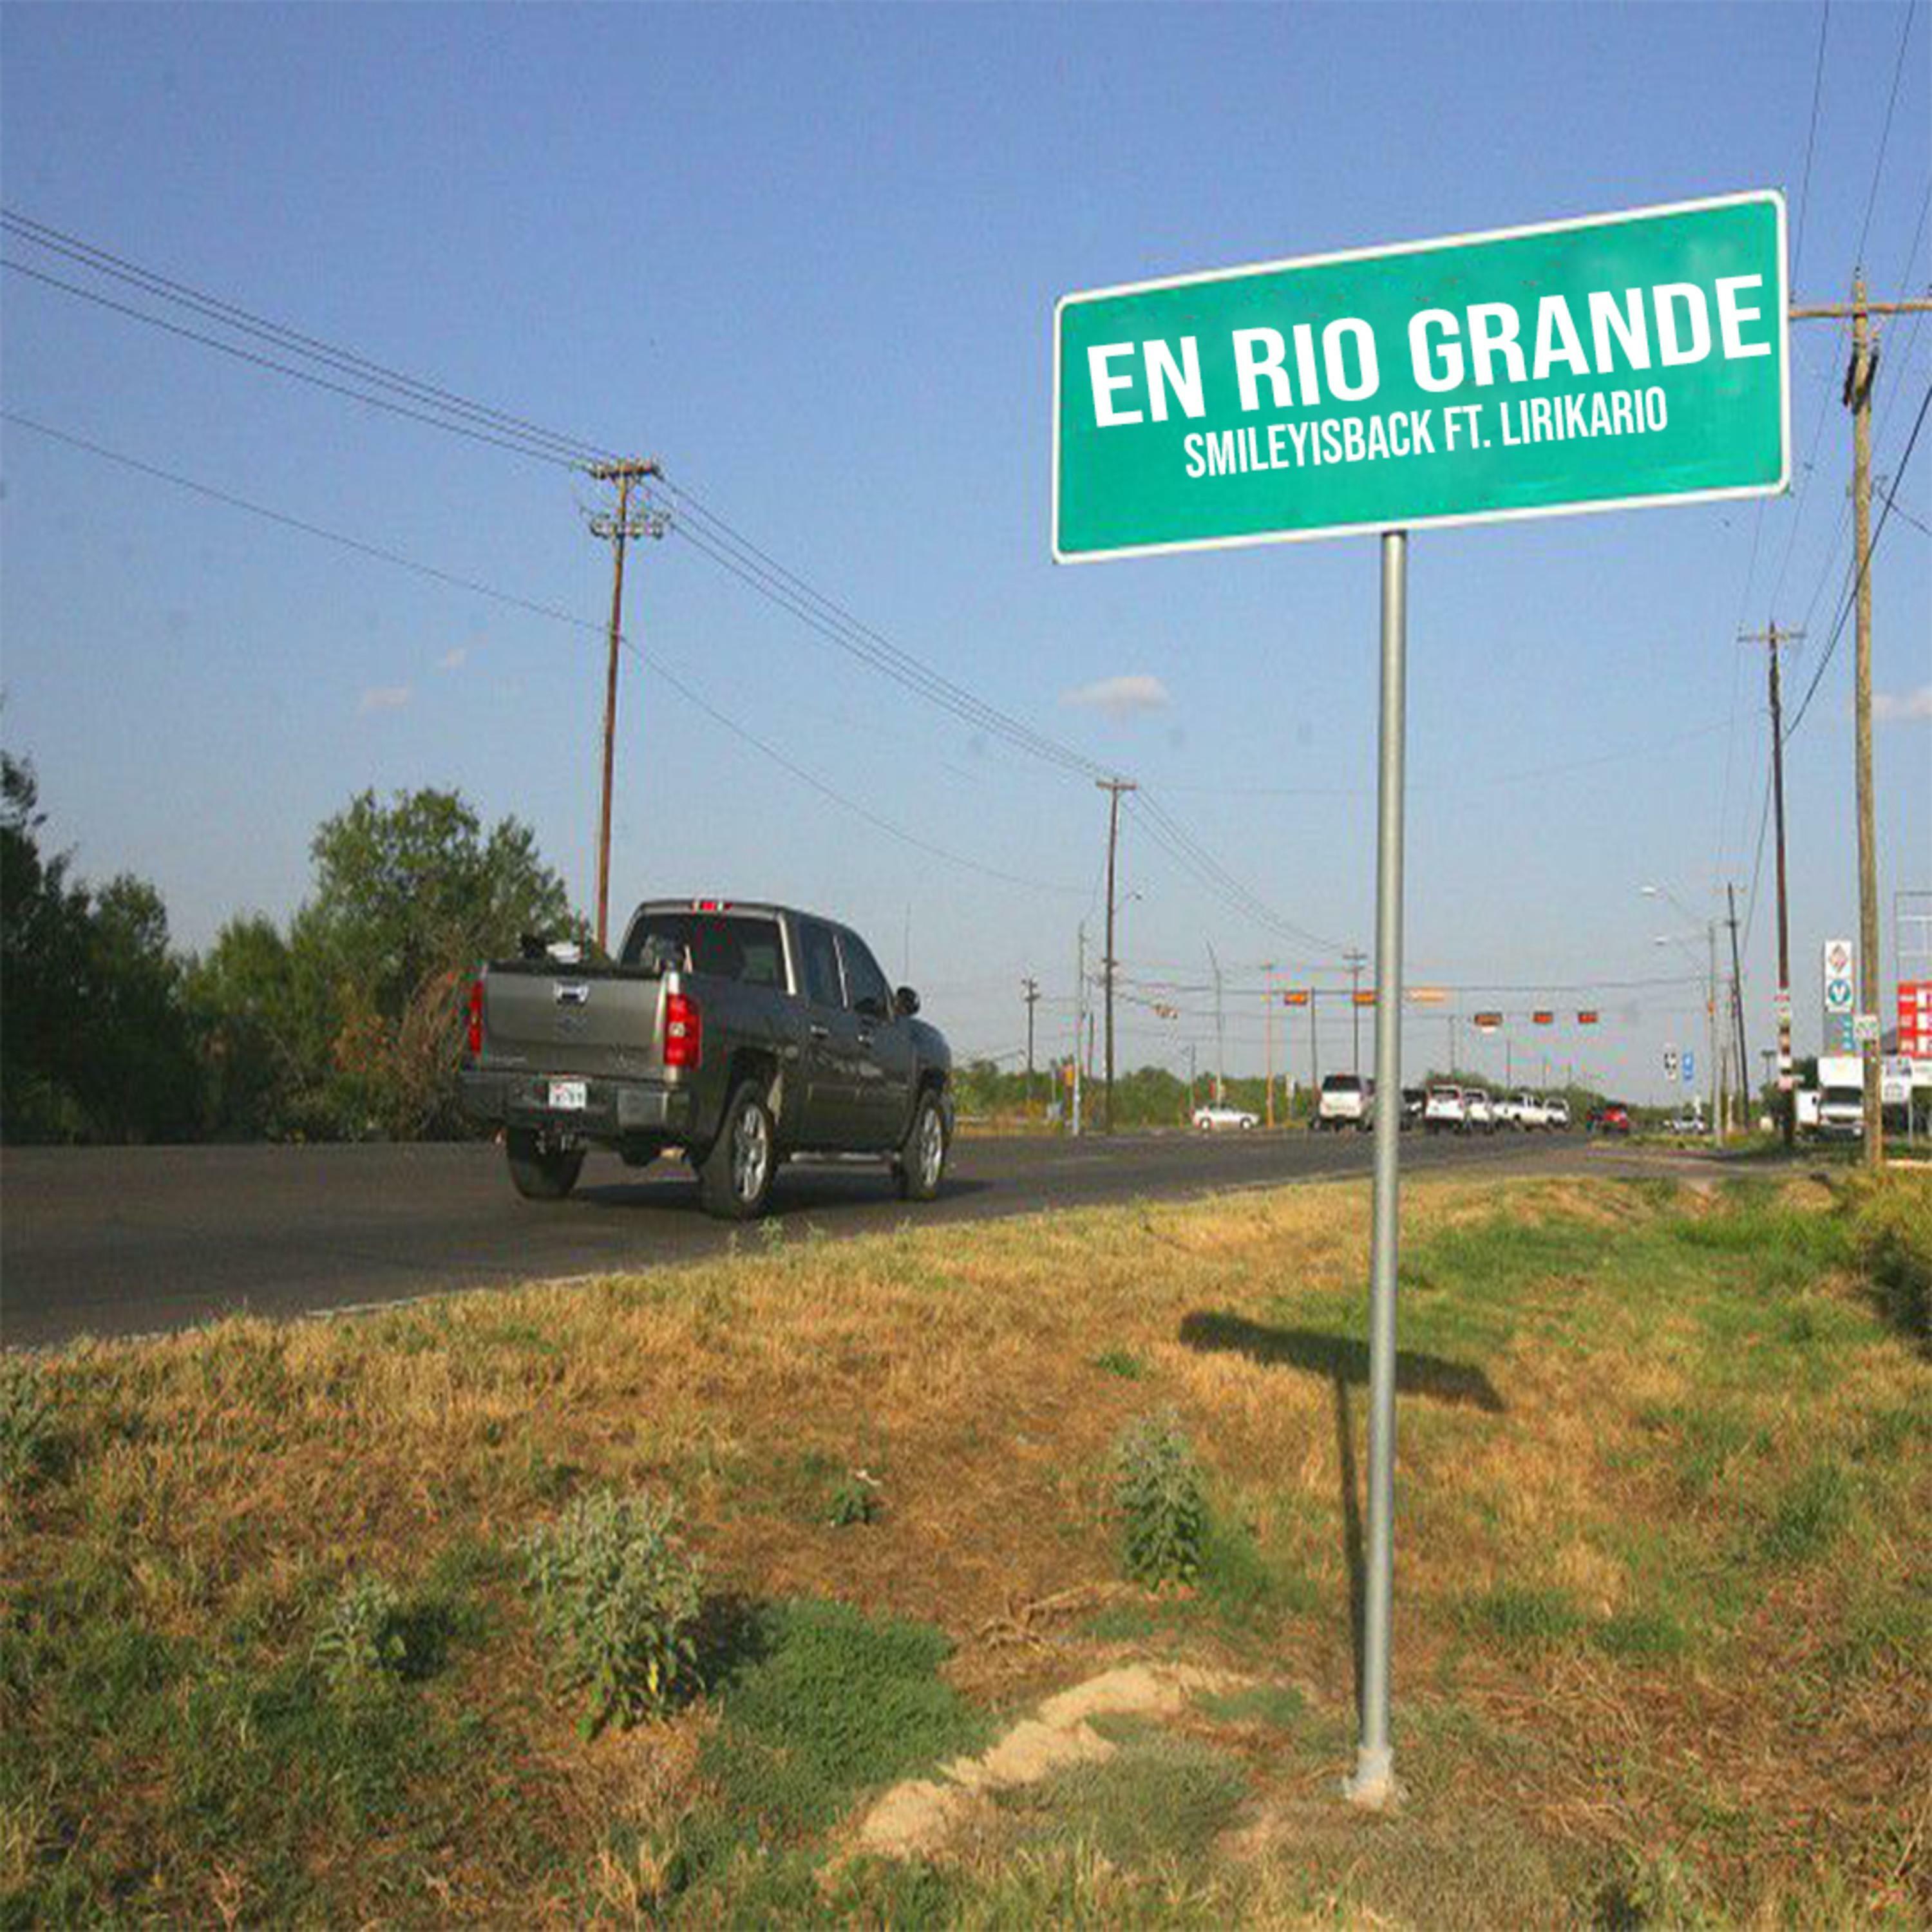 EN RIO GRANDE
SMILEYISBACK FT. LIRIKARIO